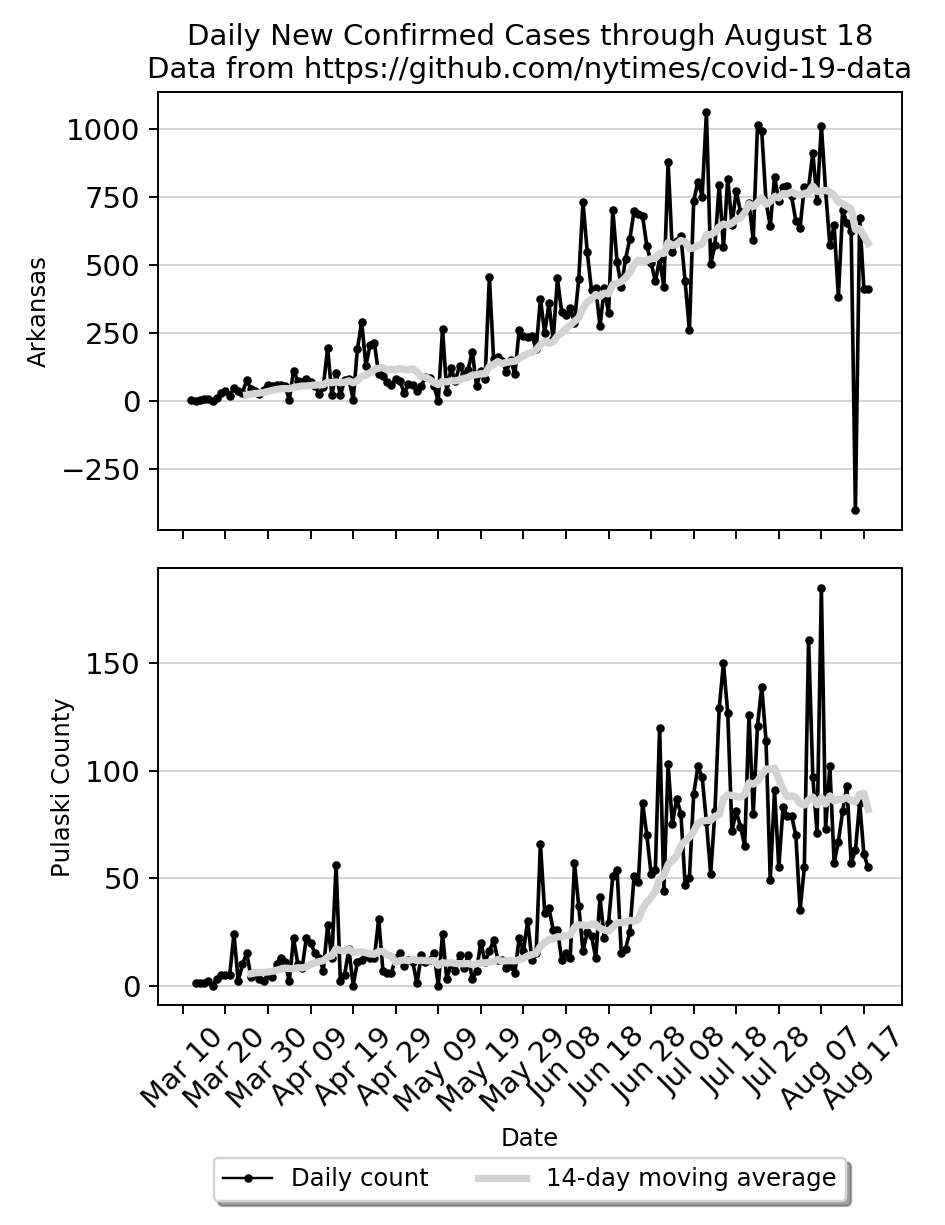 Daily New Confirmed Cases through August 18
Data from https://github.com/nytimes/covid-19-data
1000
750
500
250
0
−250
Arkansas
150
100
50
0
Pulaski County
Mar 10
Mar 20
Mar 30
Apr 09
Apr 19
Apr 29
May 09
May 19
May 29
Jun 08
Jun 18
Jun 28
Jul 08
Jul 18
Jul 28
Aug 07
Aug 17
Date
Daily count
14-day moving average